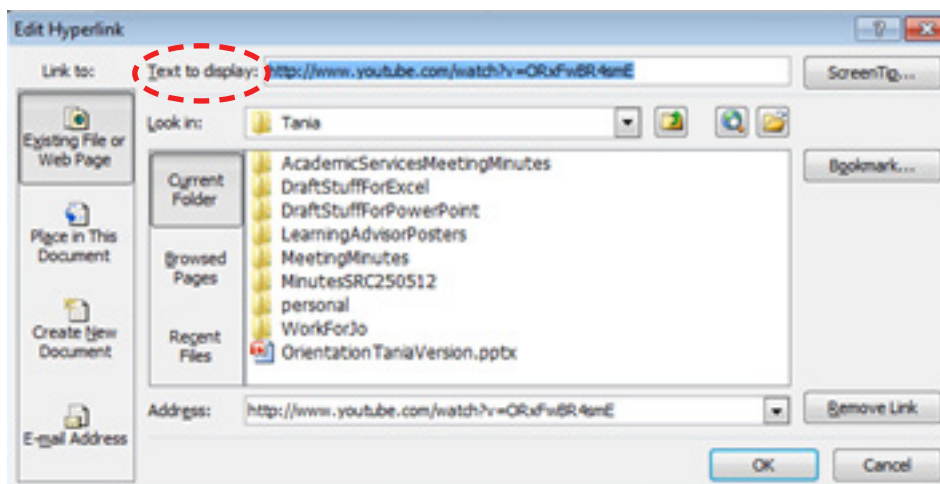 Edit Hyperlink
Link to:
Text to display: http://www.youtube.com/watch?v=ORxFwBR4smE
ScreenTip...
Existing File or
Web Page
Look in:
Tania
Current
Folder
AcademicServicesMeetingMinutes
DraftStuffForExcel
DraftStuffForPowerPoint
LearningAdvisorPosters
MeetingMinutes
MinutesSRC250512
personal
WorkForJo
OrientationTaniaVersion.pptx
Bookmark...
Place in This
Document
Browsed
Pages
Create New
Document
Recent
Files
E-mail Address
Address:
http://www.youtube.com/watch?v=ORxFwBR4smE
Remove Link
OK
Cancel